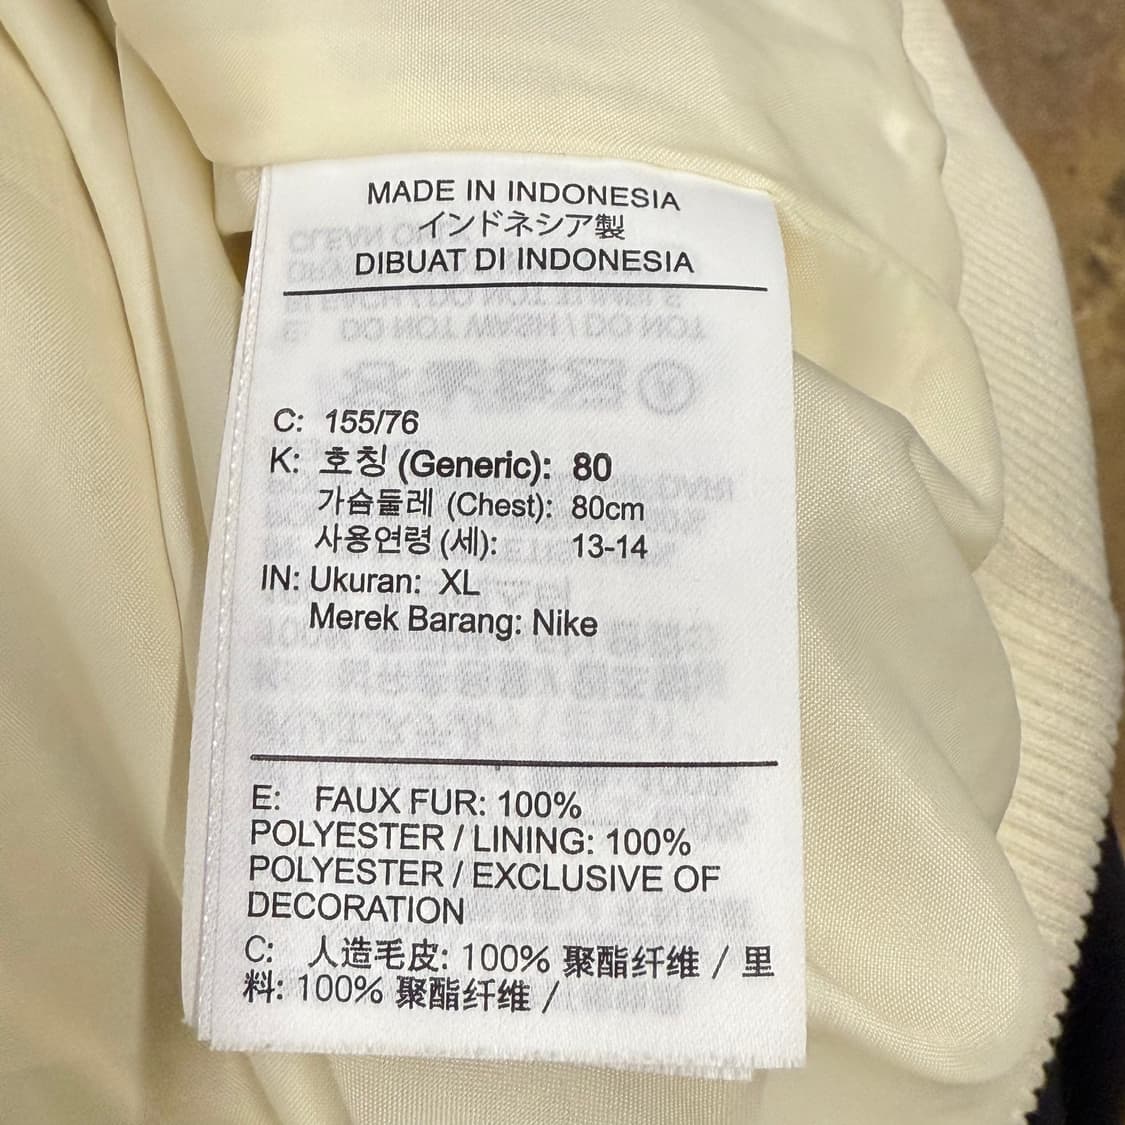 MADE IN INDONESIA
インドネシア製
DIBUAT DI INDONESIA
C: 155/76
K: 호칭 (Generic): 80
가슴둘레 (Chest): 80cm
사용연령 (세): 13-14
IN: Ukuran: XL
Merek Barang: Nike
E: FAUX FUR: 100%
POLYESTER / LINING: 100%
POLYESTER / EXCLUSIVE OF
DECORATION
C: 人造毛皮: 100% 聚酯纤维 / 里
料: 100% 聚酯纤维 /